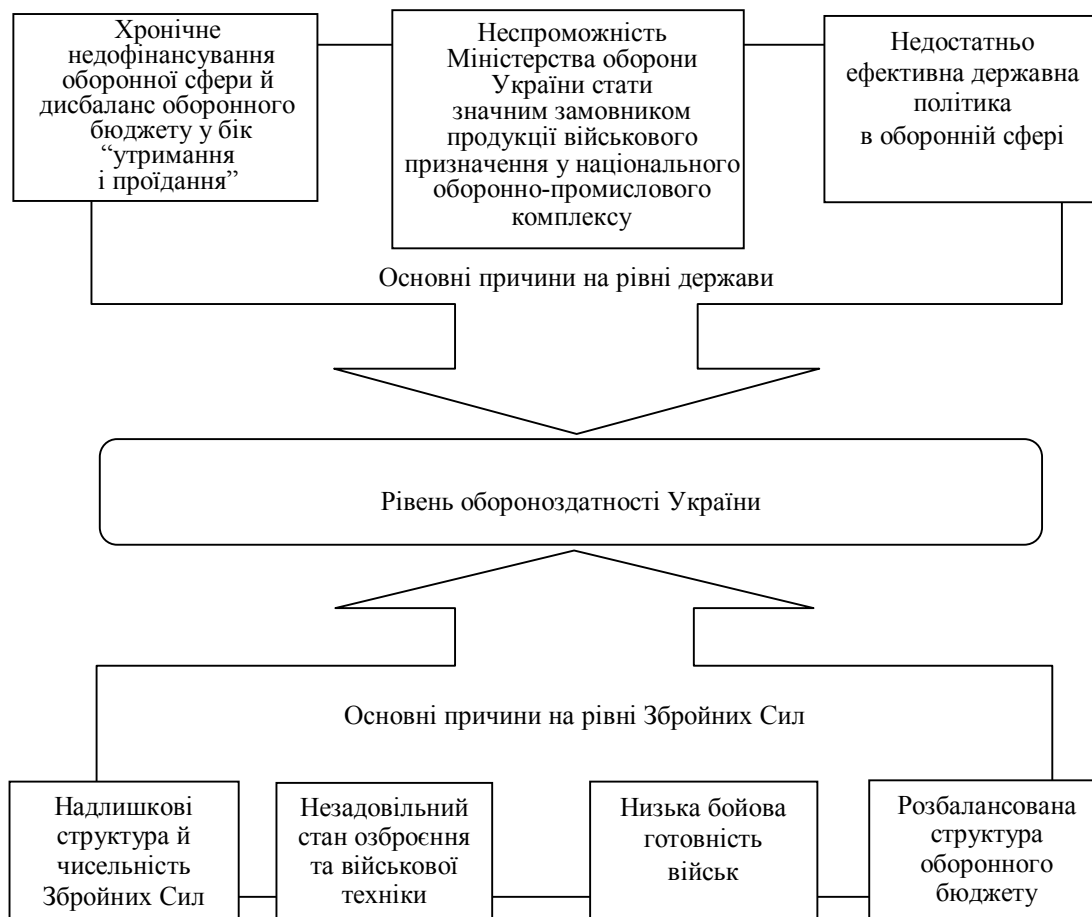 Хронічне
недофінансування
оборонної сфери й
дисбаланс оборонного
бюджету у бік
“утримання
і проїдання”
Неспроможність
Міністерства оборони
України стати
значним замовником
продукції військового
призначення у національного
оборонно-промислового
комплексу
Недостатньо
ефективна державна
політика
в оборонній сфері
Основні причини на рівні держави
Рівень обороноздатності України
Основні причини на рівні Збройних Сил
Надлишкові
структура й
чисельність
Збройних Сил
Незадовільний
стан озброєння
та військової
техніки
Низька бойова
готовність
військ
Розбалансована
структура
оборонного
бюджету